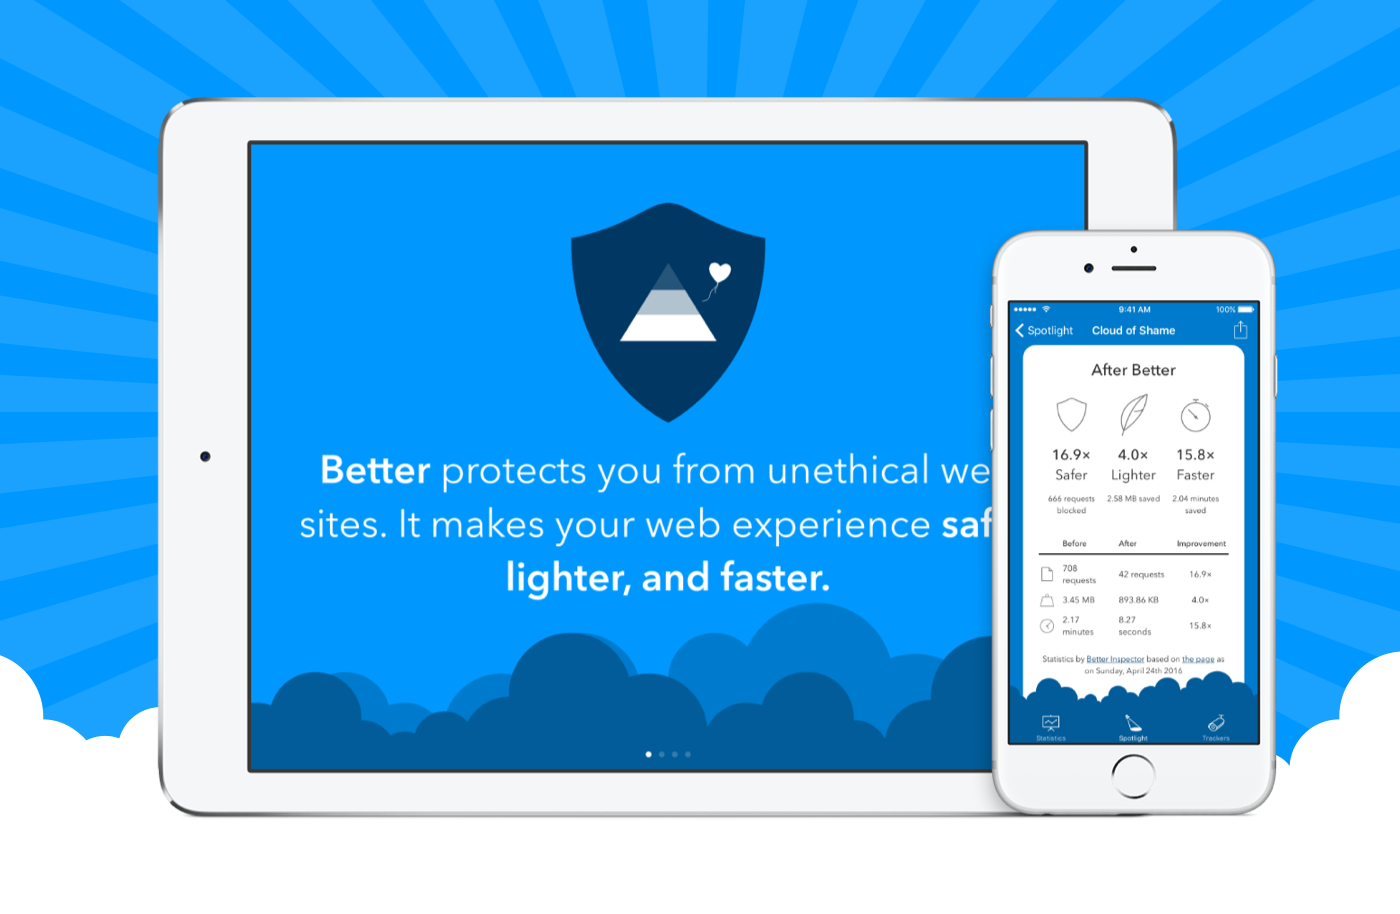 Better protects you from unethical we
sites. It makes your web experience saf
lighter, and faster.
9:41 AM
100%
Spotlight
Cloud of Shame
After Better
16.9× 4.0× 15.8×
Safer Lighter Faster
666 requests 2.58 MB saved 2.04 minutes
blocked saved
Before After Improvement
708
requests 42 requests 16.9×
3.45 MB 893.86 KB 4.0×
2.17 8.27
minutes seconds 15.8×
Statistics by Better Inspector based on the page as
on Sunday, April 24th 2016
Statistics Spotlight Trackers